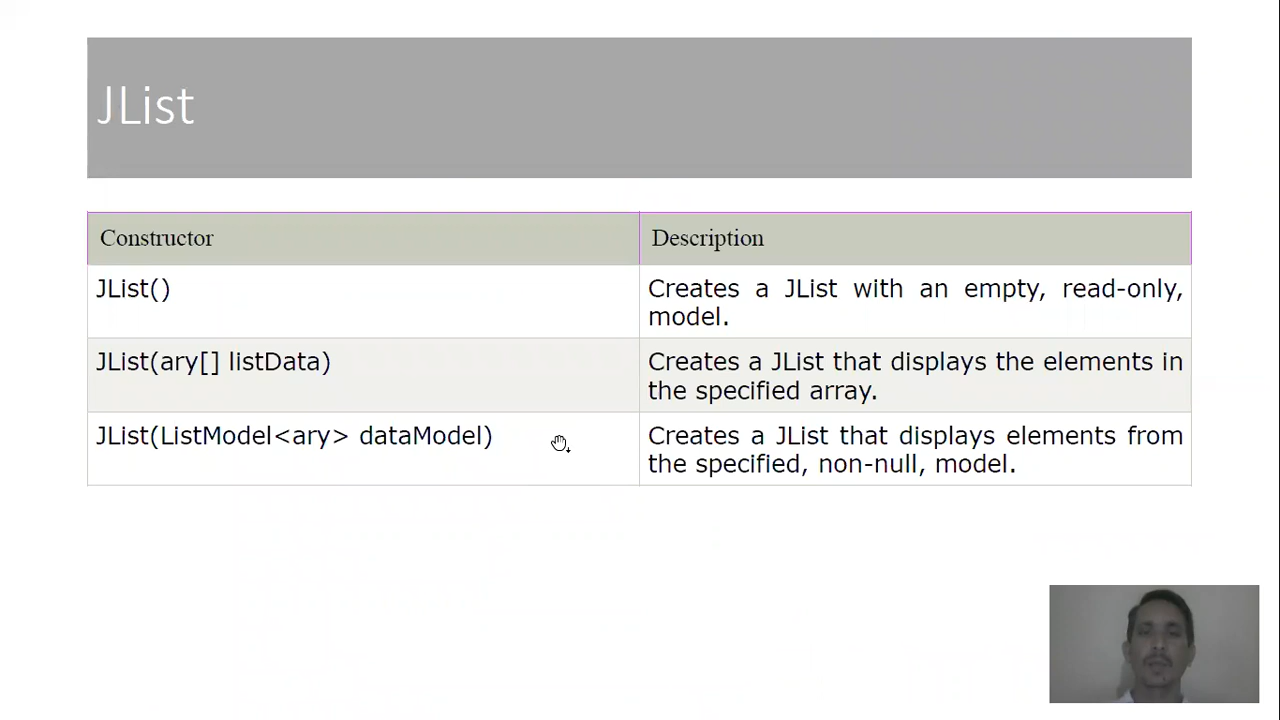 JList
Constructor
Description
JList()
Creates a JList with an empty, read-only,
model.
JList(ary[] listData)
Creates a JList that displays the elements in
the specified array.
JList(ListModel<ary> dataModel)
Creates a JList that displays elements from
the specified, non-null, model.